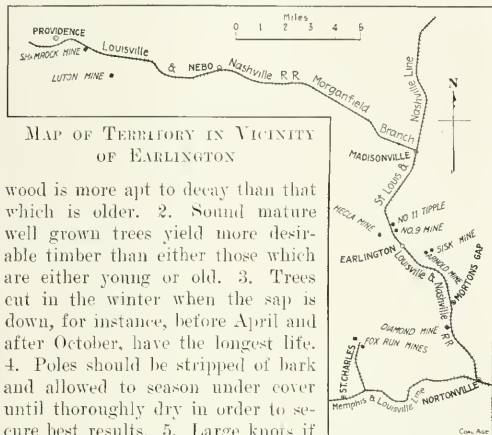 Miles
0 1 2 3 4
PROVIDENCE
SHAMROCK MINE
LUTON MINE
Louisville & Nashville RR Morganfield Branch
NEBO
MADISONVILLE
St Louis & Nashville Line
N
HECLA MINE
NO 11 TIPPLE
NO. 9 MINE
EARLINGTON
SISK MINE
ARNOLD MINE
Louisville & Nashville RR
MORTONS GAP
DIAMOND MINE
ST. CHARLES
FOX RUN MINES
Memphis & Louisville Line
NORTONVILLE
COAL AGE
MAP OF TERRITORY IN VICINITY
OF EARLINGTON
wood is more apt to decay than that
which is older. 2. Sound mature
well grown trees yield more desir-
able timber than either those which
are either young or old. 3. Trees
cut in the winter when the sap is
down, for instance, before April and
after October, have the longest life.
4. Poles should be stripped of bark
and allowed to season under cover
until thoroughly dry in order to se-
cure best results. 5. Large knots if